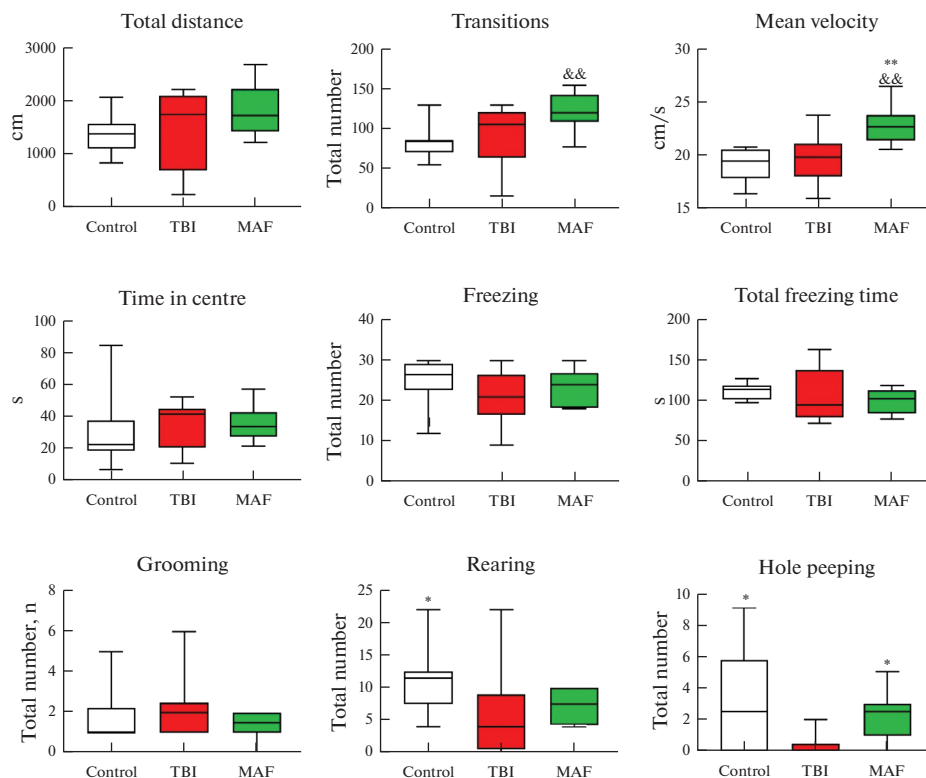 Total distance
3000
2000
1000
0
cm
Control TBI MAF
Transitions
200
150
100
50
0
Total number
&&
Control TBI MAF
Mean velocity
30
25
20
15
cm/s
**
&&
Control TBI MAF
Time in centre
100
80
60
40
20
0
s
Control TBI MAF
Freezing
40
30
20
10
0
Total number
Control TBI MAF
Total freezing time
200
150
100
50
0
s
Control TBI MAF
Grooming
8
6
4
2
0
Total number, n
Control TBI MAF
Rearing
25
20
15
10
5
0
Total number
*
Control TBI MAF
Hole peeping
10
8
6
4
2
0
Total number
*
*
Control TBI MAF